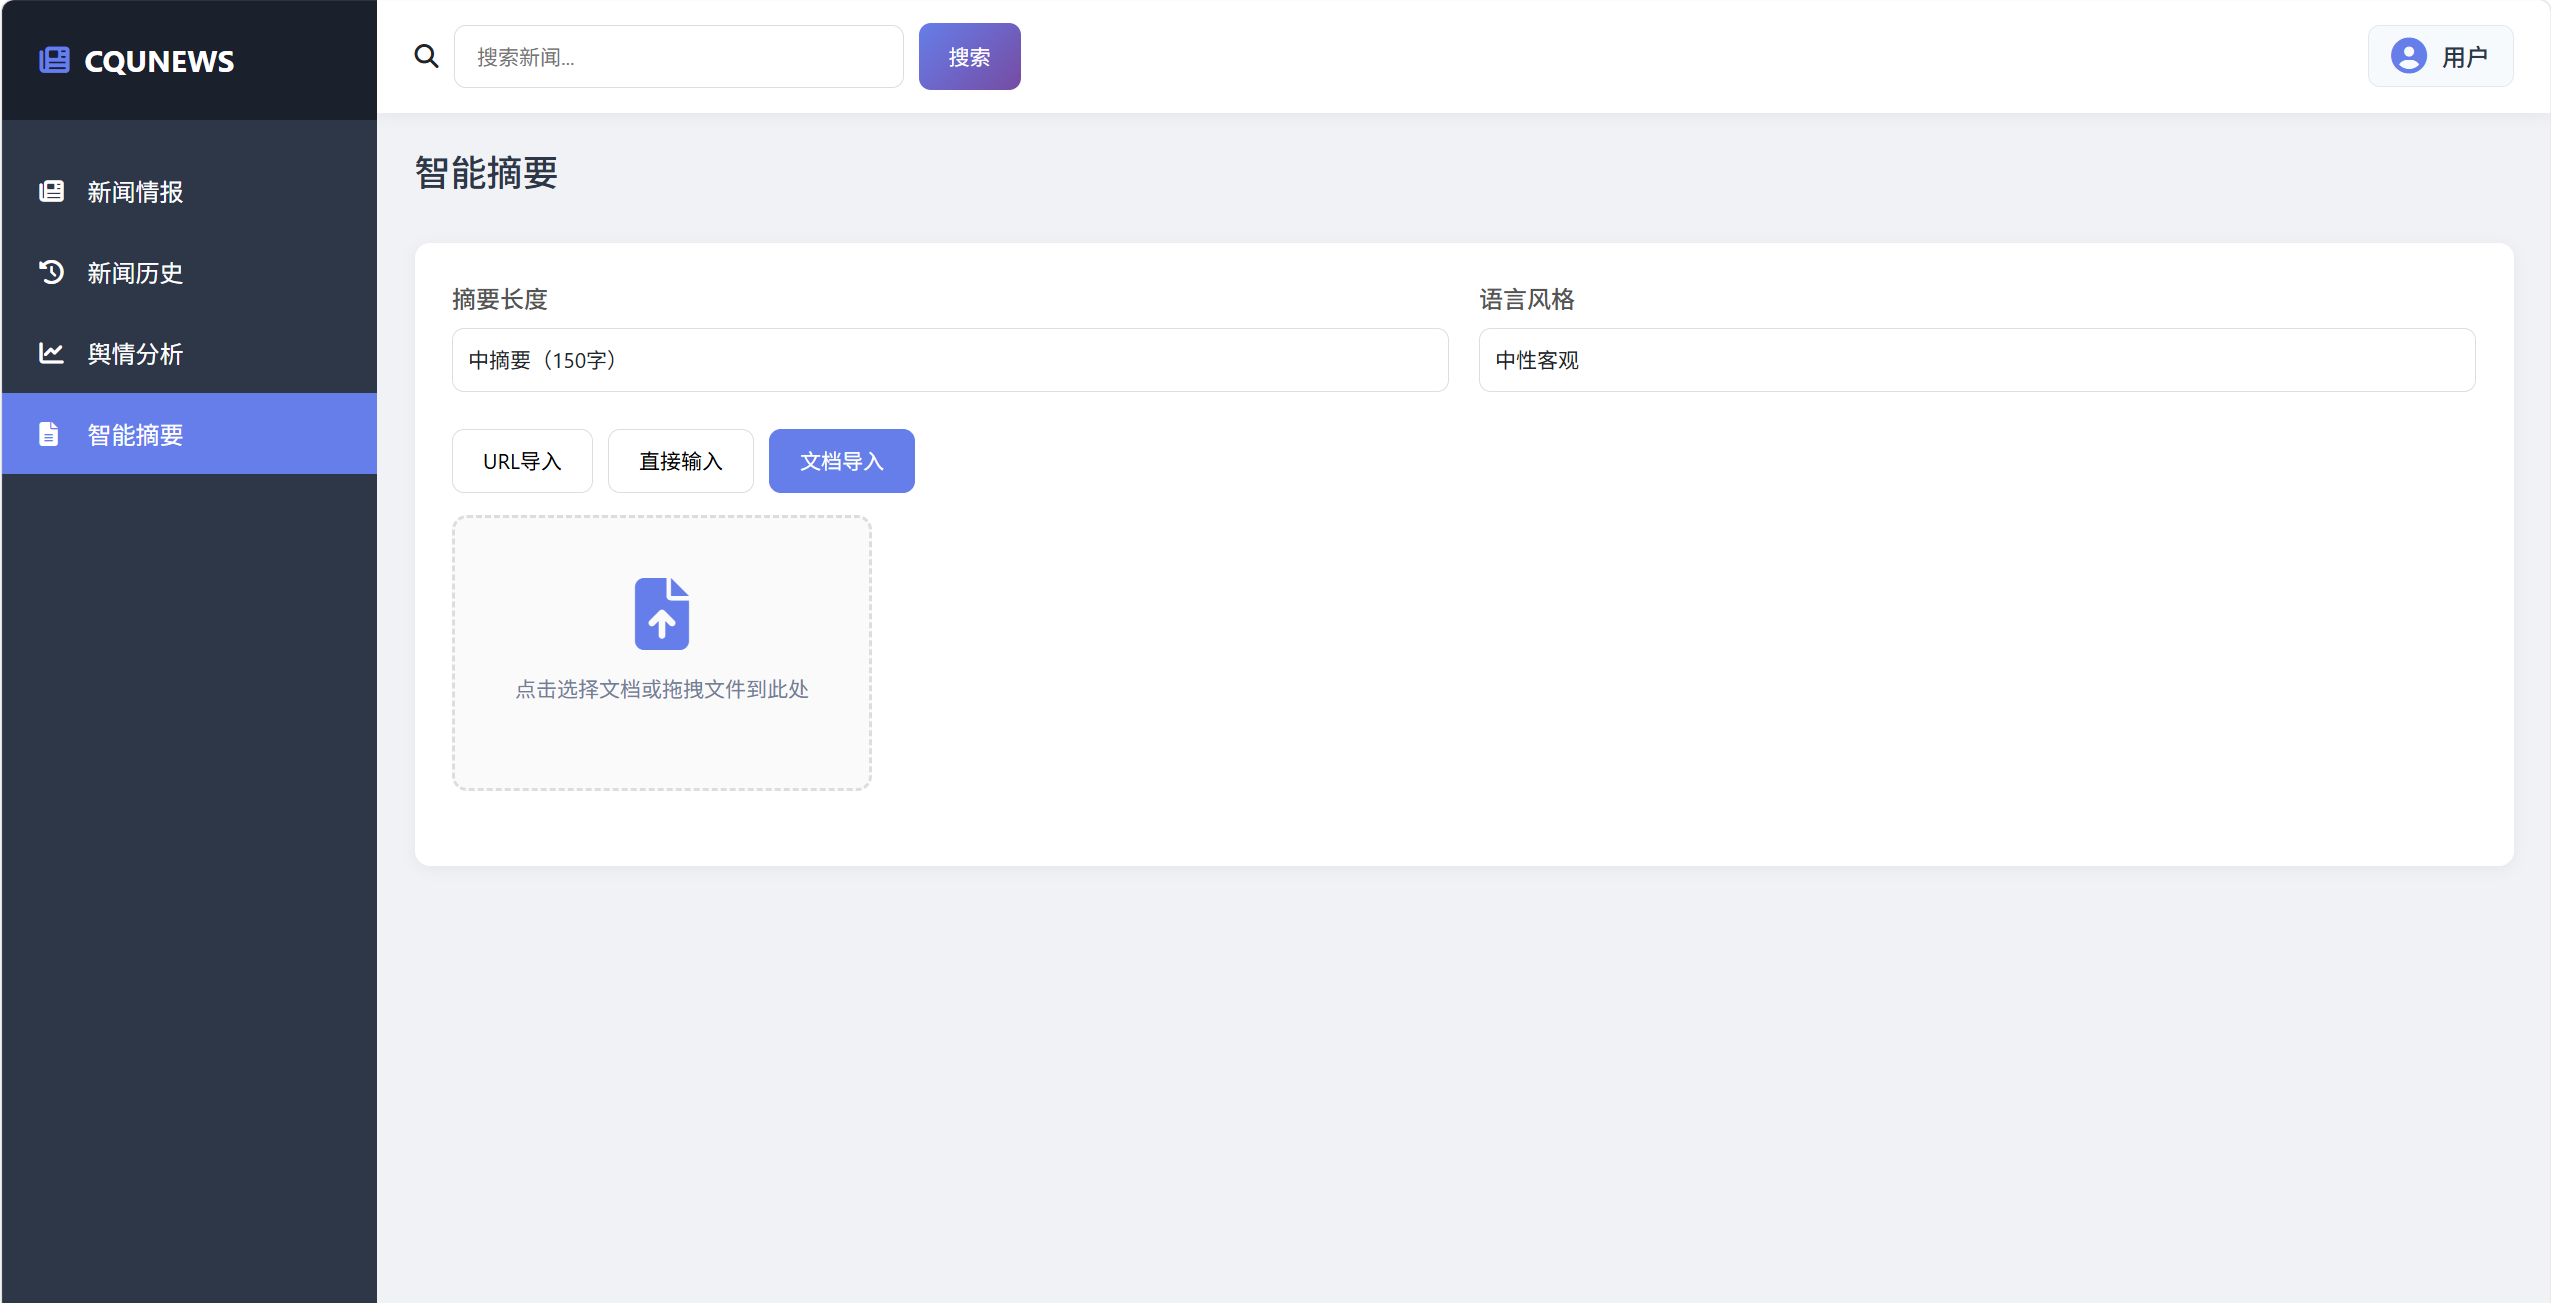 CQUNEWS
搜索新闻...
搜索
用户
新闻情报
新闻历史
舆情分析
智能摘要
智能摘要
摘要长度
语言风格
中摘要（150字）
中性客观
URL导入
直接输入
文档导入
点击选择文档或拖拽文件到此处